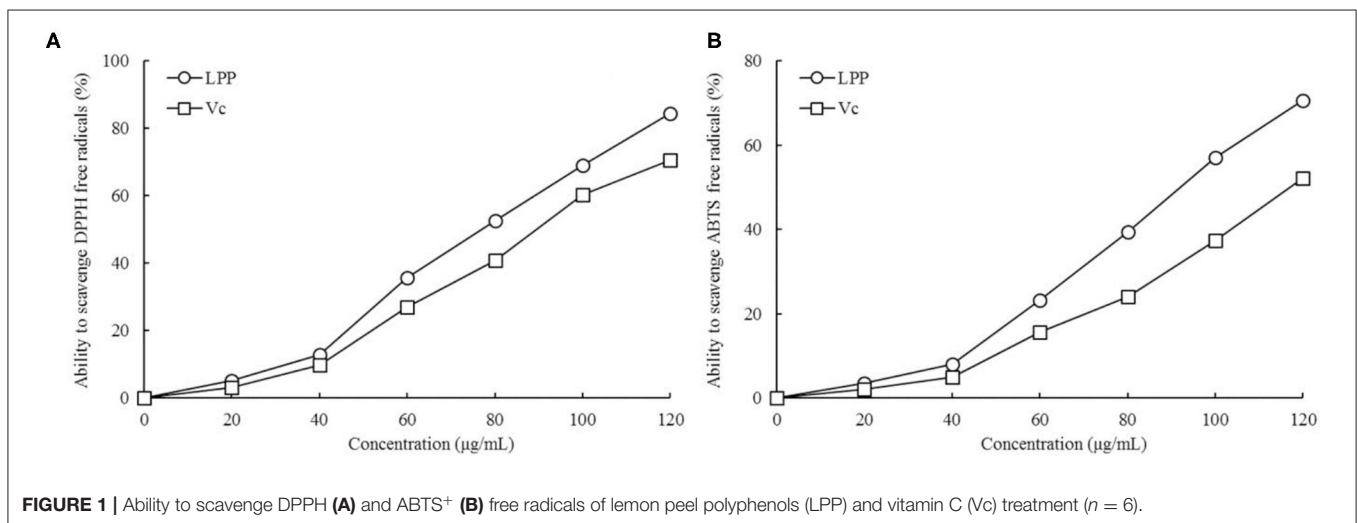 A
Ability to scavenge DPPH free radicals (%)
100
80
60
40
20
0
LPP
Vc
0 20 40 60 80 100 120
Concentration (μg/mL)
B
Ability to scavenge ABTS free radicals (%)
80
60
40
20
0
LPP
Vc
0 20 40 60 80 100 120
Concentration (μg/mL)
FIGURE 1 | Ability to scavenge DPPH (A) and ABTS⁺ (B) free radicals of lemon peel polyphenols (LPP) and vitamin C (Vc) treatment (n = 6).